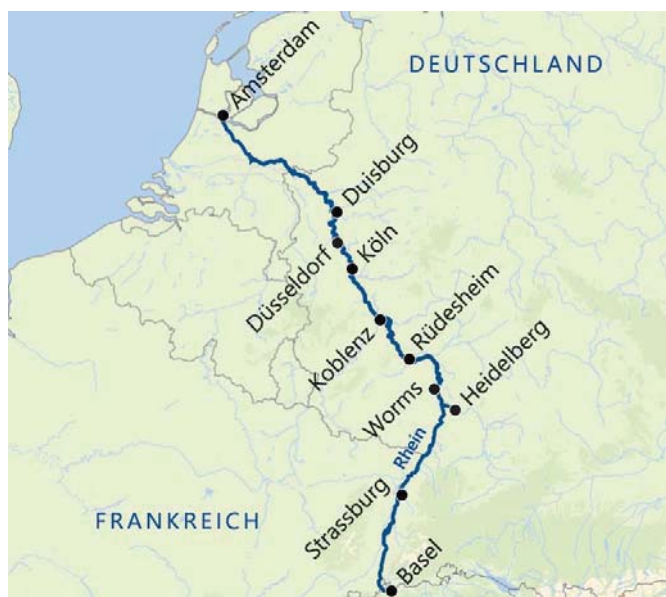 DEUTSCHLAND
Amsterdam
Duisburg
Düsseldorf
Köln
Koblenz
Rüdesheim
Worms
Heidelberg
Rhein
Strassburg
FRANKREICH
Basel